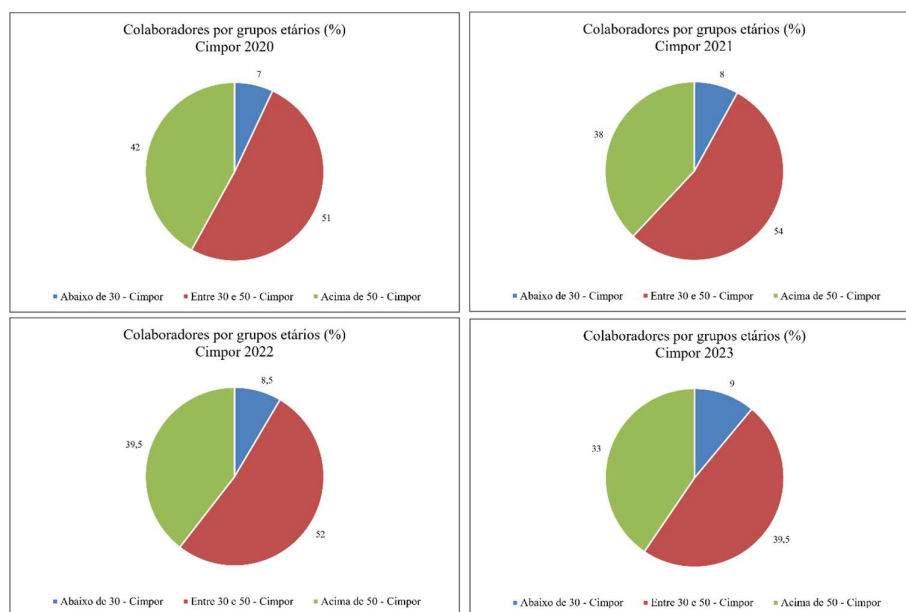 Colaboradores por grupos etários (%)
Cimpor 2020
7
42
51
Abaixo de 30 - Cimpor Entre 30 e 50 - Cimpor Acima de 50 - Cimpor
Colaboradores por grupos etários (%)
Cimpor 2021
8
38
54
Abaixo de 30 - Cimpor Entre 30 e 50 - Cimpor Acima de 50 - Cimpor
Colaboradores por grupos etários (%)
Cimpor 2022
8,5
39,5
52
Abaixo de 30 - Cimpor Entre 30 e 50 - Cimpor Acima de 50 - Cimpor
Colaboradores por grupos etários (%)
Cimpor 2023
9
33
39,5
Abaixo de 30 - Cimpor Entre 30 e 50 - Cimpor Acima de 50 - Cimpor